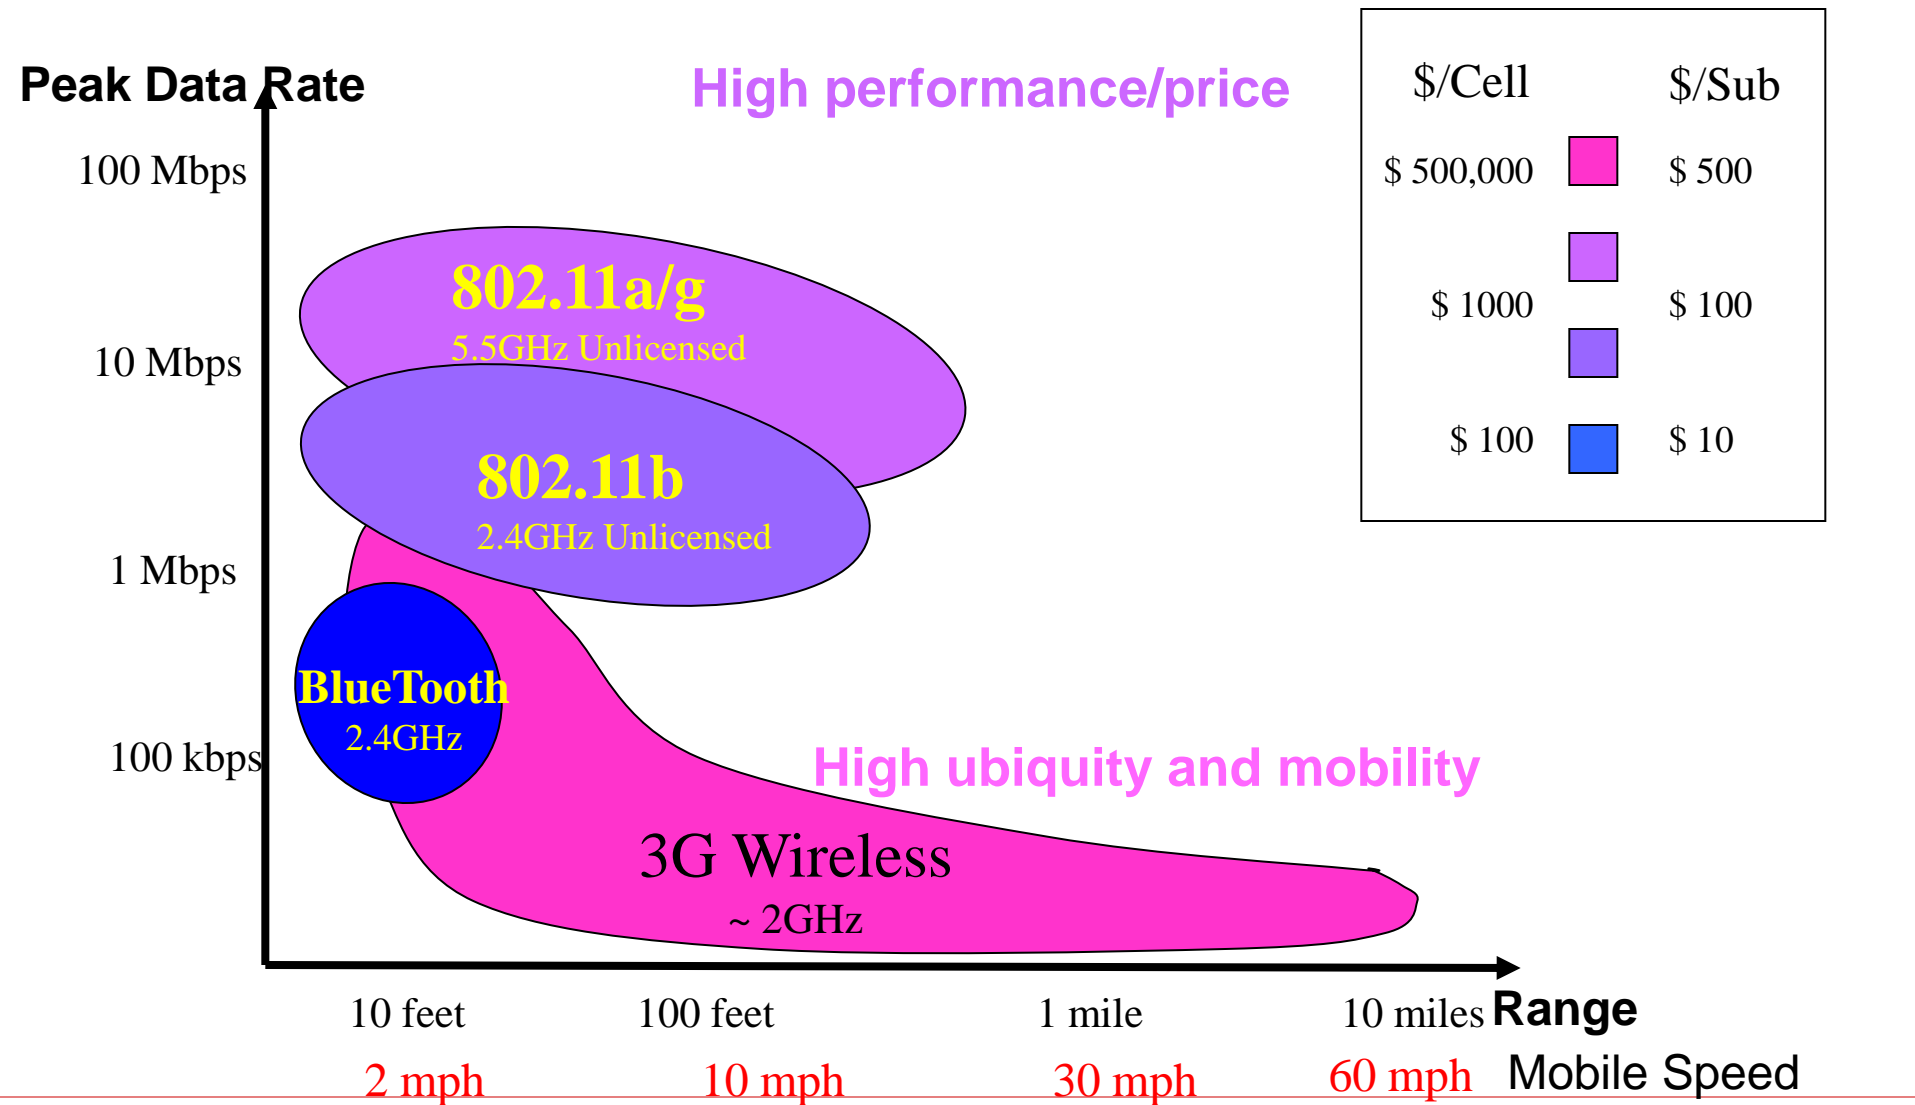 Peak Data Rate
High performance/price
$/Cell $/Sub
$ 500,000 $ 500
$ 1000 $ 100
$ 100 $ 10
100 Mbps
10 Mbps
1 Mbps
100 kbps
802.11a/g
5.5GHz Unlicensed
802.11b
2.4GHz Unlicensed
BlueTooth
2.4GHz
High ubiquity and mobility
3G Wireless
~ 2GHz
10 feet 100 feet 1 mile 10 miles Range
2 mph 10 mph 30 mph 60 mph Mobile Speed